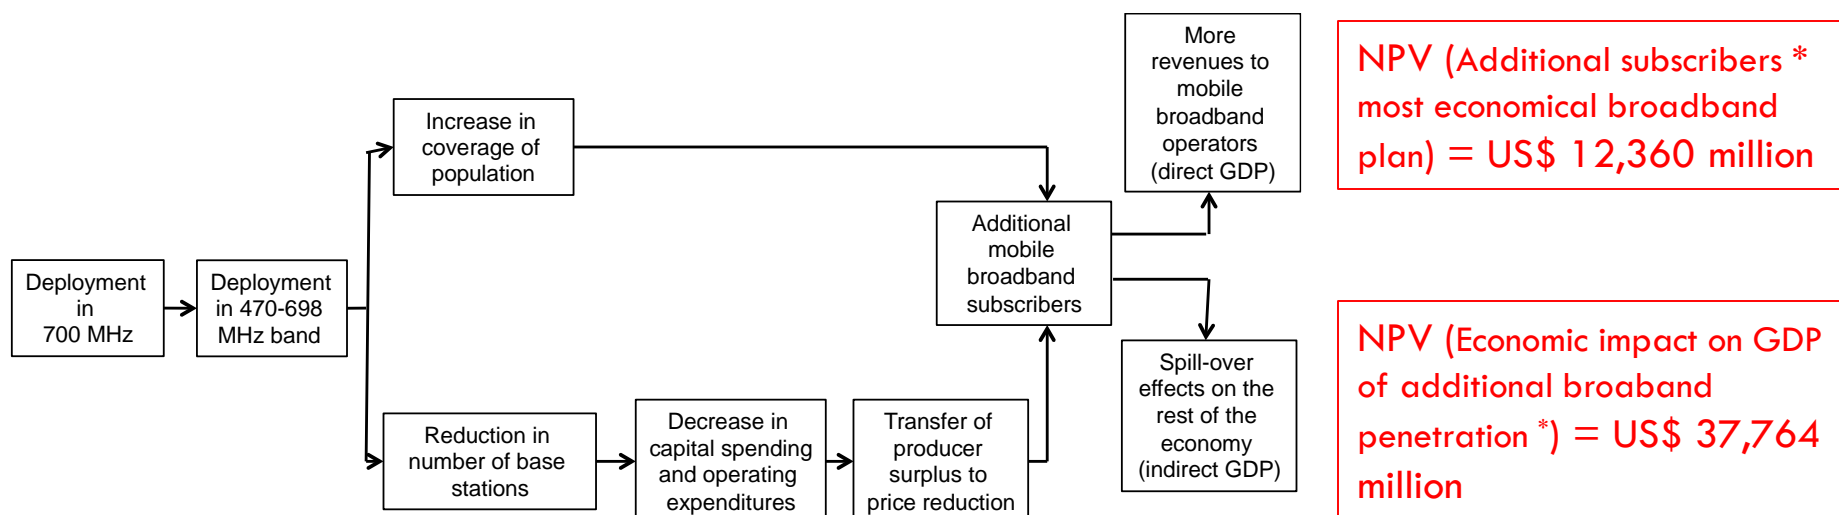 Deployment
in
700 MHz
Deployment
in 470-698
MHz band
Increase in
coverage of
population
Reduction in
number of base
stations
Decrease in
capital spending
and operating
expenditures
Transfer of
producer
surplus to
price reduction
Additional
mobile
broadband
subscribers
More
revenues to
mobile
broadband
operators
(direct GDP)
Spill-over
effects on the
rest of the
economy
(indirect GDP)
NPV (Additional subscribers *
most economical broadband
plan) = US$ 12,360 million
NPV (Economic impact on GDP
of additional broaband
penetration *) = US$ 37,764
million